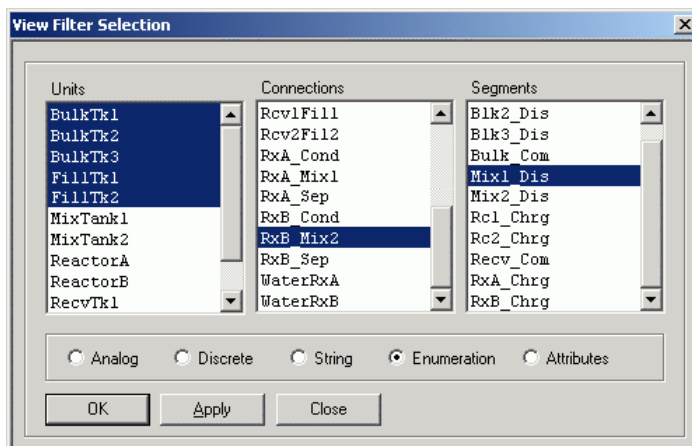 View Filter Selection
Units
BulkTk1
BulkTk2
BulkTk3
FillTk1
FillTk2
MixTank1
MixTank2
ReactorA
ReactorB
RecvTk1
Connections
Rcv1Fil1
Rcv2Fil2
RxA_Cond
RxA_Mix1
RxA_Sep
RxB_Cond
RxB_Mix2
RxB_Sep
WaterRxA
WaterRxB
Segments
Blk2_Dis
Blk3_Dis
Bulk_Com
Mix1_Dis
Mix2_Dis
Rc1_Chrg
Rc2_Chrg
Recv_Com
RxA_Chrg
RxB_Chrg
Analog Discrete String Enumeration Attributes
OK Apply Close